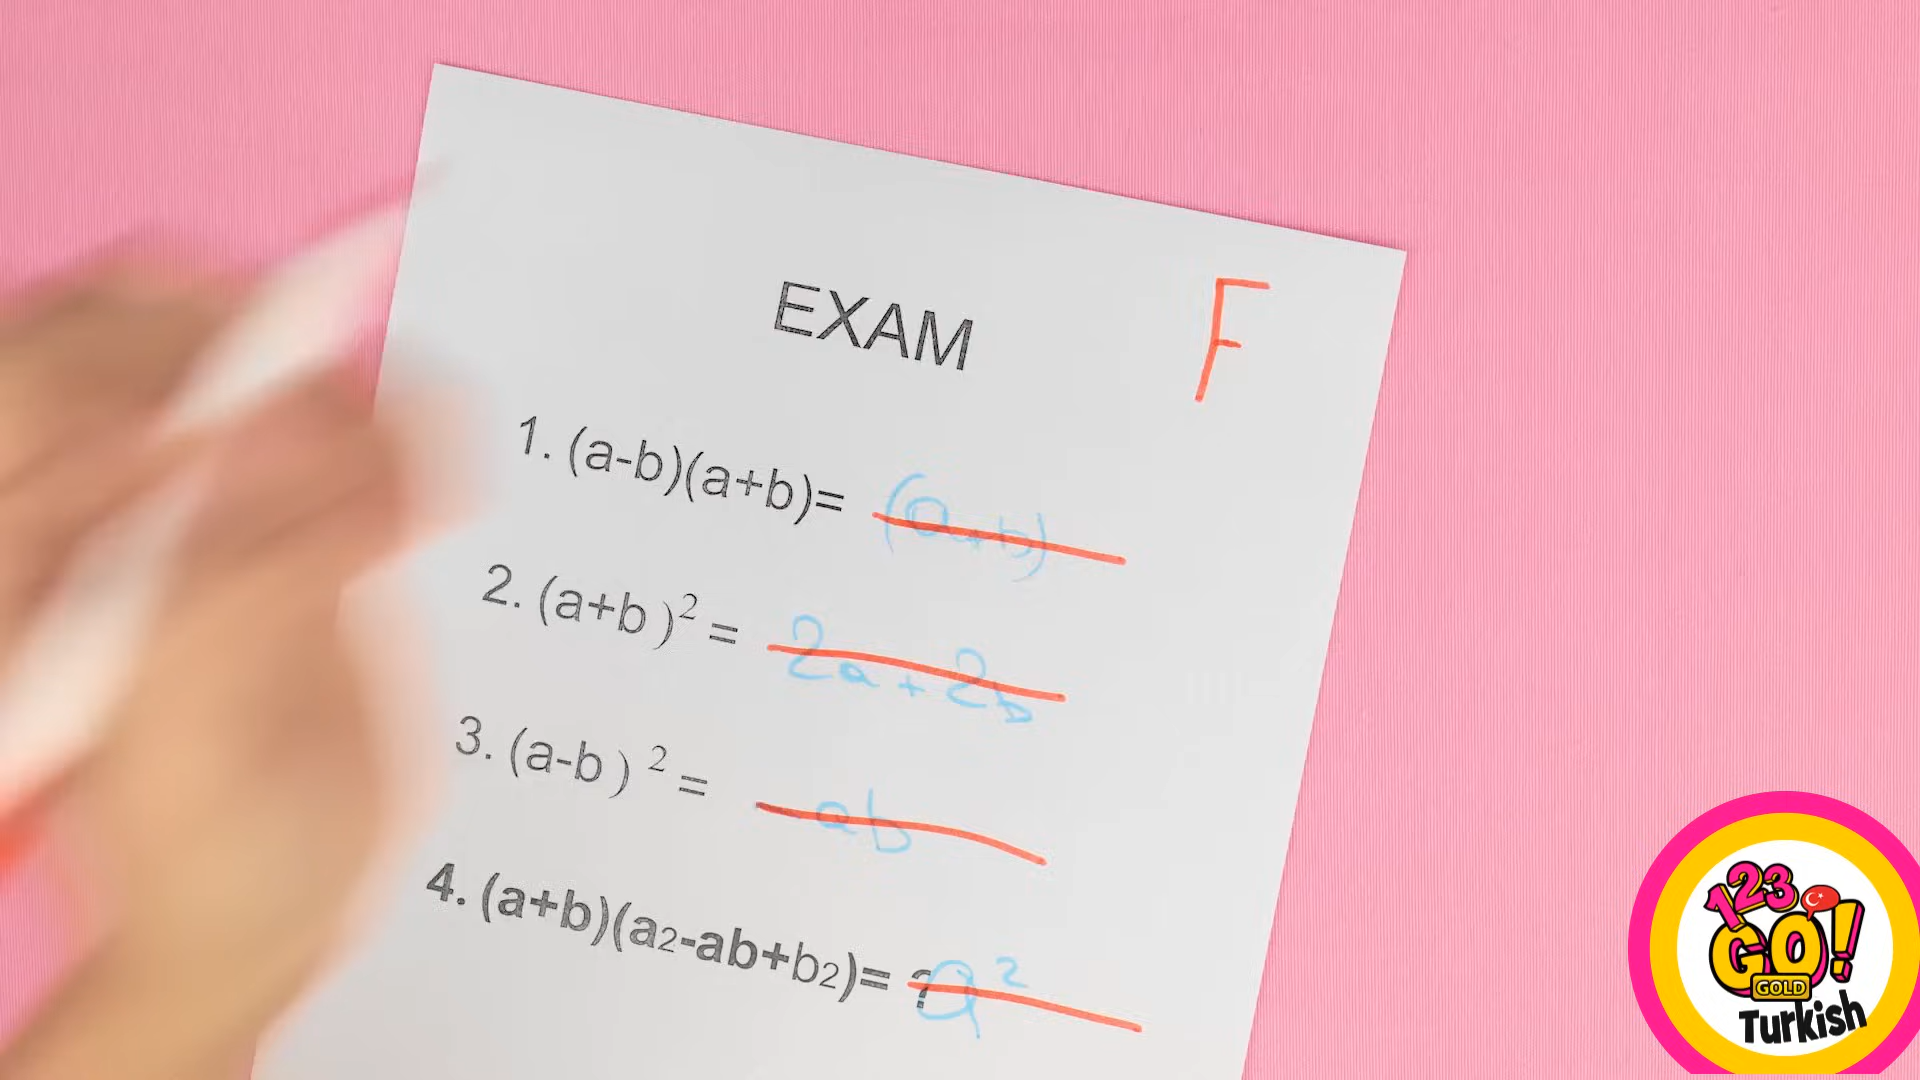 EXAM F
1. (a-b)(a+b)= (a+b)
2. (a+b)² = 2a+2b
3. (a-b)² = ab
4. (a+b)(a2-ab+b2)= ? a²
123
GO!
GOLD
Turkish